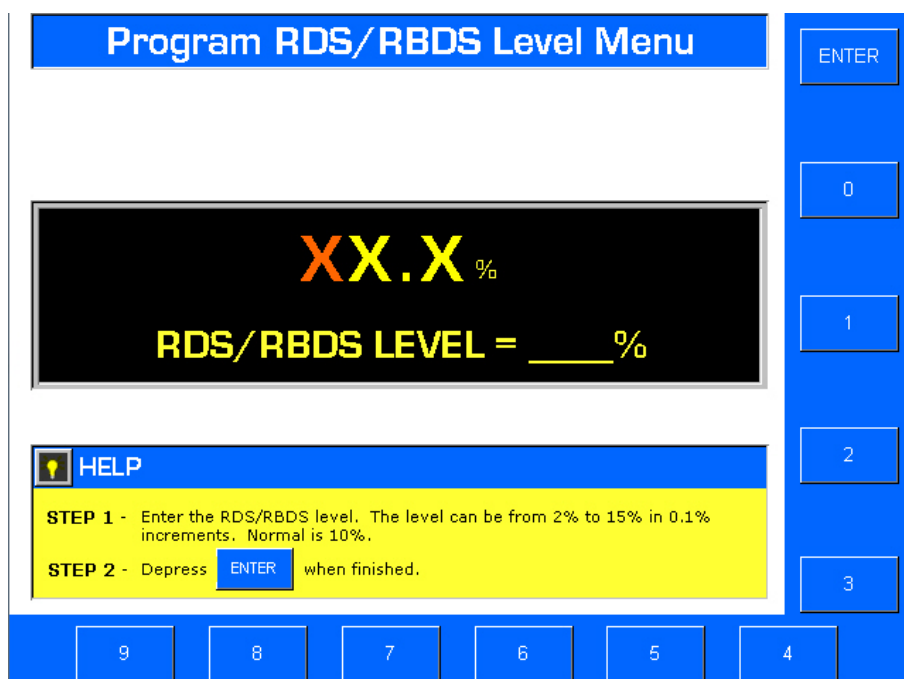 Program RDS/RBDS Level Menu
ENTER
0
XX.X %
1
RDS/RBDS LEVEL = ____%
HELP
2
STEP 1 - Enter the RDS/RBDS level. The level can be from 2% to 15% in 0.1%
increments. Normal is 10%.
STEP 2 - Depress ENTER when finished.
3
9 8 7 6 5 4